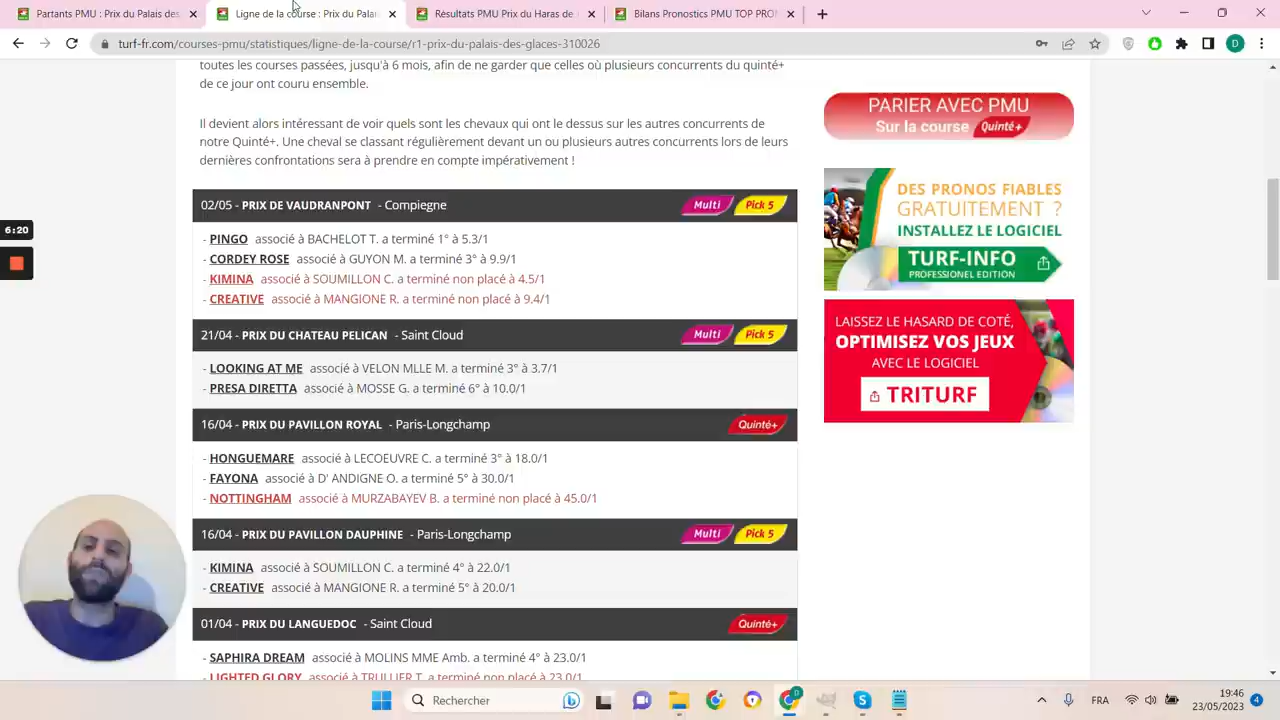 Partants PMU : Prix du Palais des
Ligne de la course : Prix du Palai
Résultats PMU du Haras de
Bilans Pronostics PMU TOP PRO
turf-fr.com/courses-pmu/statistiques/ligne-de-la-course/r1-prix-du-palais-des-glaces-310026
D
toutes les courses passées, jusqu'à 6 mois, afin de ne garder que celles où plusieurs concurrents du quinté+
de ce jour ont couru ensemble.
Il devient alors intéressant de voir quels sont les chevaux qui ont le dessus sur les autres concurrents de
notre Quinté+. Une cheval se classant régulièrement devant un ou plusieurs autres concurrents lors de leurs
dernières confrontations sera à prendre en compte impérativement !
02/05 - PRIX DE VAUDRANPONT - Compiegne Multi Pick 5
- PINGO associé à BACHELOT T. a terminé 1° à 5.3/1
- CORDEY ROSE associé à GUYON M. a terminé 3° à 9.9/1
- KIMINA associé à SOUMILLON C. a terminé non placé à 4.5/1
- CREATIVE associé à MANGIONE R. a terminé non placé à 9.4/1
21/04 - PRIX DU CHATEAU PELICAN - Saint Cloud Multi Pick 5
- LOOKING AT ME associé à VELON MLLE M. a terminé 3° à 3.7/1
- PRESA DIRETTA associé à MOSSE G. a terminé 6° à 10.0/1
16/04 - PRIX DU PAVILLON ROYAL - Paris-Longchamp Quinté+
- HONGUEMARE associé à LECOEUVRE C. a terminé 3° à 18.0/1
- FAYONA associé à D' ANDIGNE O. a terminé 5° à 30.0/1
- NOTTINGHAM associé à MURZABAYEV B. a terminé non placé à 45.0/1
16/04 - PRIX DU PAVILLON DAUPHINE - Paris-Longchamp Multi Pick 5
- KIMINA associé à SOUMILLON C. a terminé 4° à 22.0/1
- CREATIVE associé à MANGIONE R. a terminé 5° à 20.0/1
01/04 - PRIX DU LANGUEDOC - Saint Cloud Quinté+
- SAPHIRA DREAM associé à MOLINS MME Amb. a terminé 4° à 23.0/1
- LIGHTED GLORY associé à TRULLIER T. a terminé non placé à 23.0/1
PARIER AVEC PMU
Sur la course Quinté+
DES PRONOS FIABLES
GRATUITEMENT ?
INSTALLEZ LE LOGICIEL
TURF-INFO
PROFESSIONEL EDITION
LAISSEZ LE HASARD DE COTÉ,
OPTIMISEZ VOS JEUX
AVEC LE LOGICIEL
TRITURF
6:20
Rechercher
FRA
19:46
23/05/2023
4